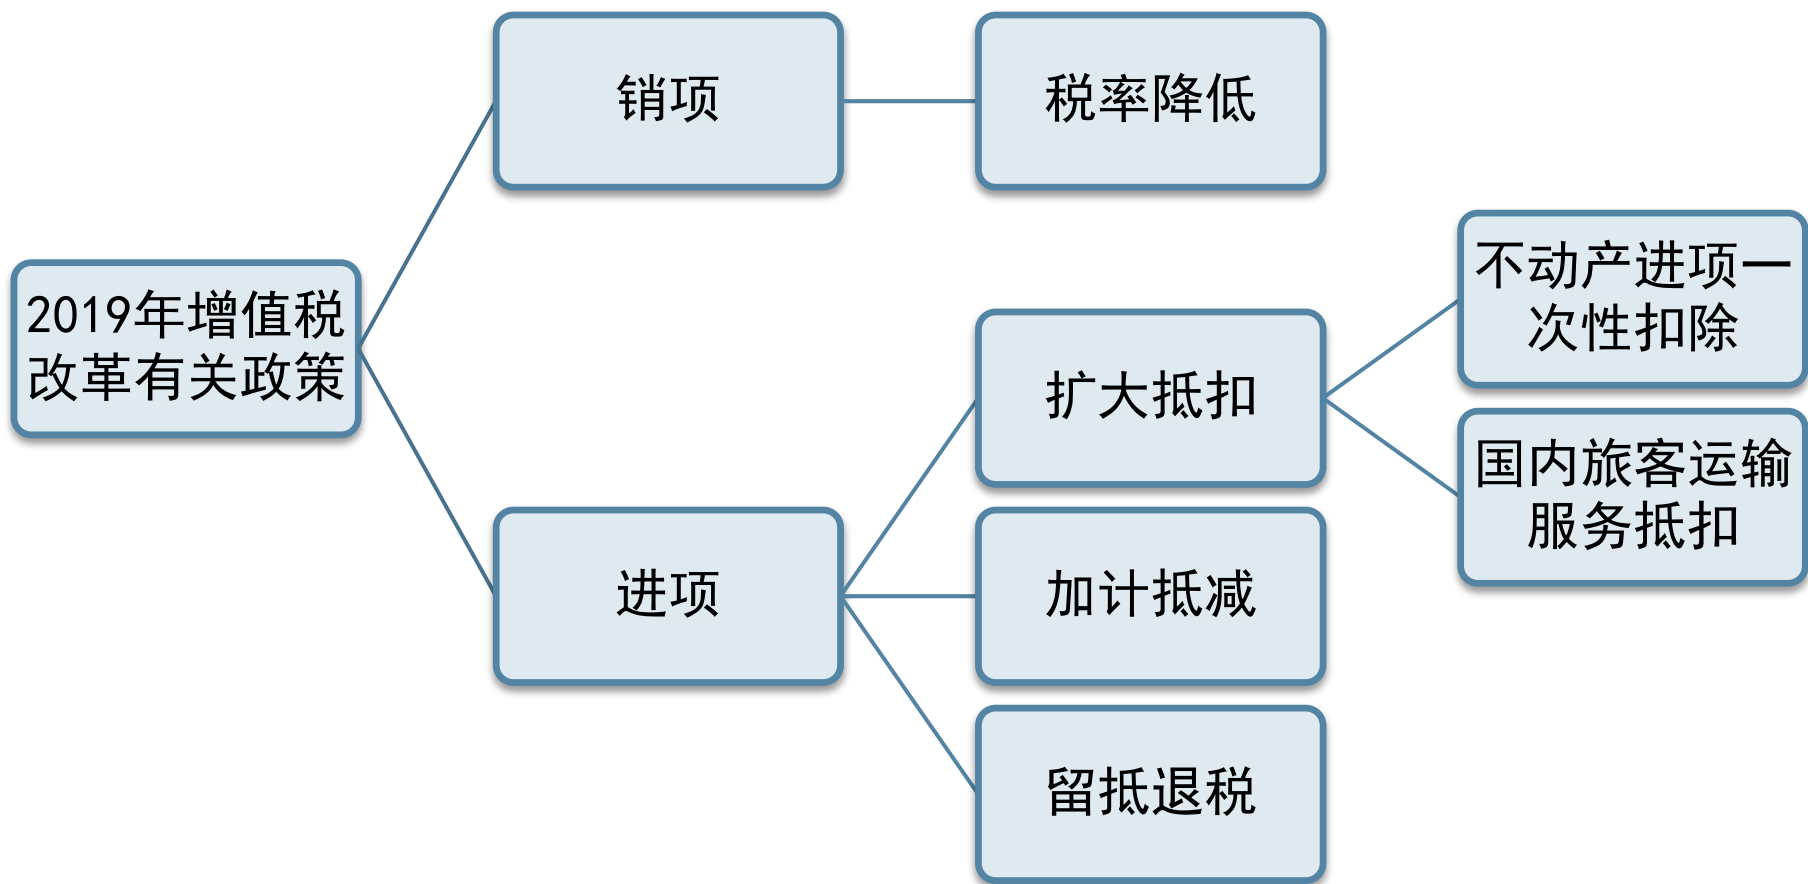 2019年增值税
改革有关政策
销项
税率降低
进项
扩大抵扣
不动产进项一
次性扣除
国内旅客运输
服务抵扣
加计抵减
留抵退税